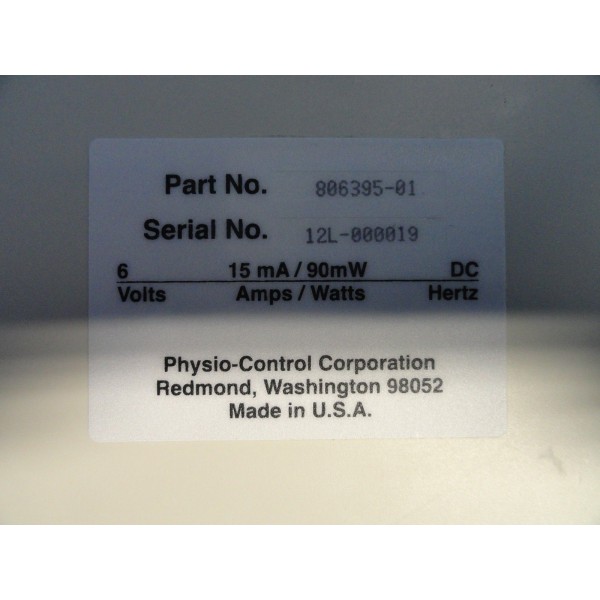 Part No. 806395-01
Serial No. 12L-000019
6 15 mA / 90mW DC
Volts Amps / Watts Hertz
Physio-Control Corporation
Redmond, Washington 98052
Made in U.S.A.